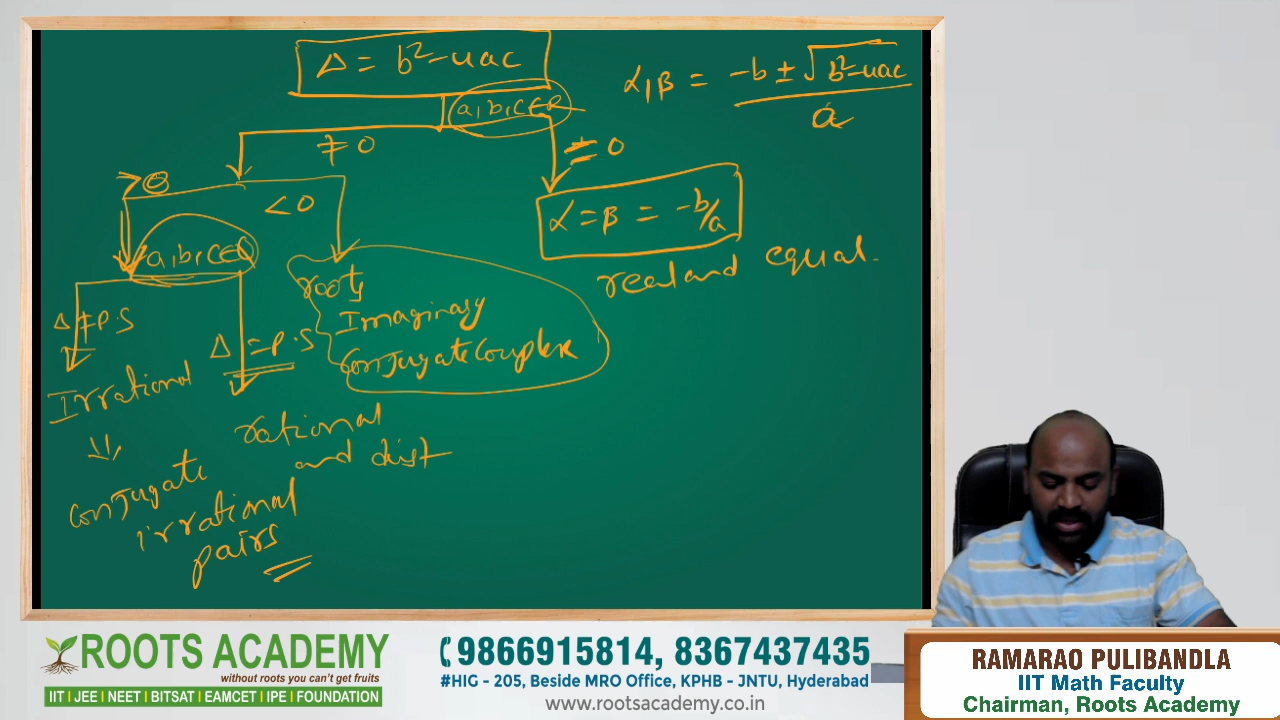 Δ = b²-4ac
α, β = -b ± √b²-4ac / a
a,b,c∈R
≠ 0
= 0
>0
<0
α = β = -b/a
real and equal.
a,b,c∈Q
roots
Imaginary
Conjugate Complex
Δ ≠ P.S
Δ = P.S
Irrational
⇓
Conjugate
irrational
pairs
rational
and dist
ROOTS ACADEMY
without roots you can't get fruits
IIT | JEE | NEET | BITSAT | EAMCET | IPE | FOUNDATION
9866915814, 8367437435
#HIG - 205, Beside MRO Office, KPHB - JNTU, Hyderabad
www.rootsacademy.co.in
RAMARAO PULIBANDLA
IIT Math Faculty
Chairman, Roots Academy